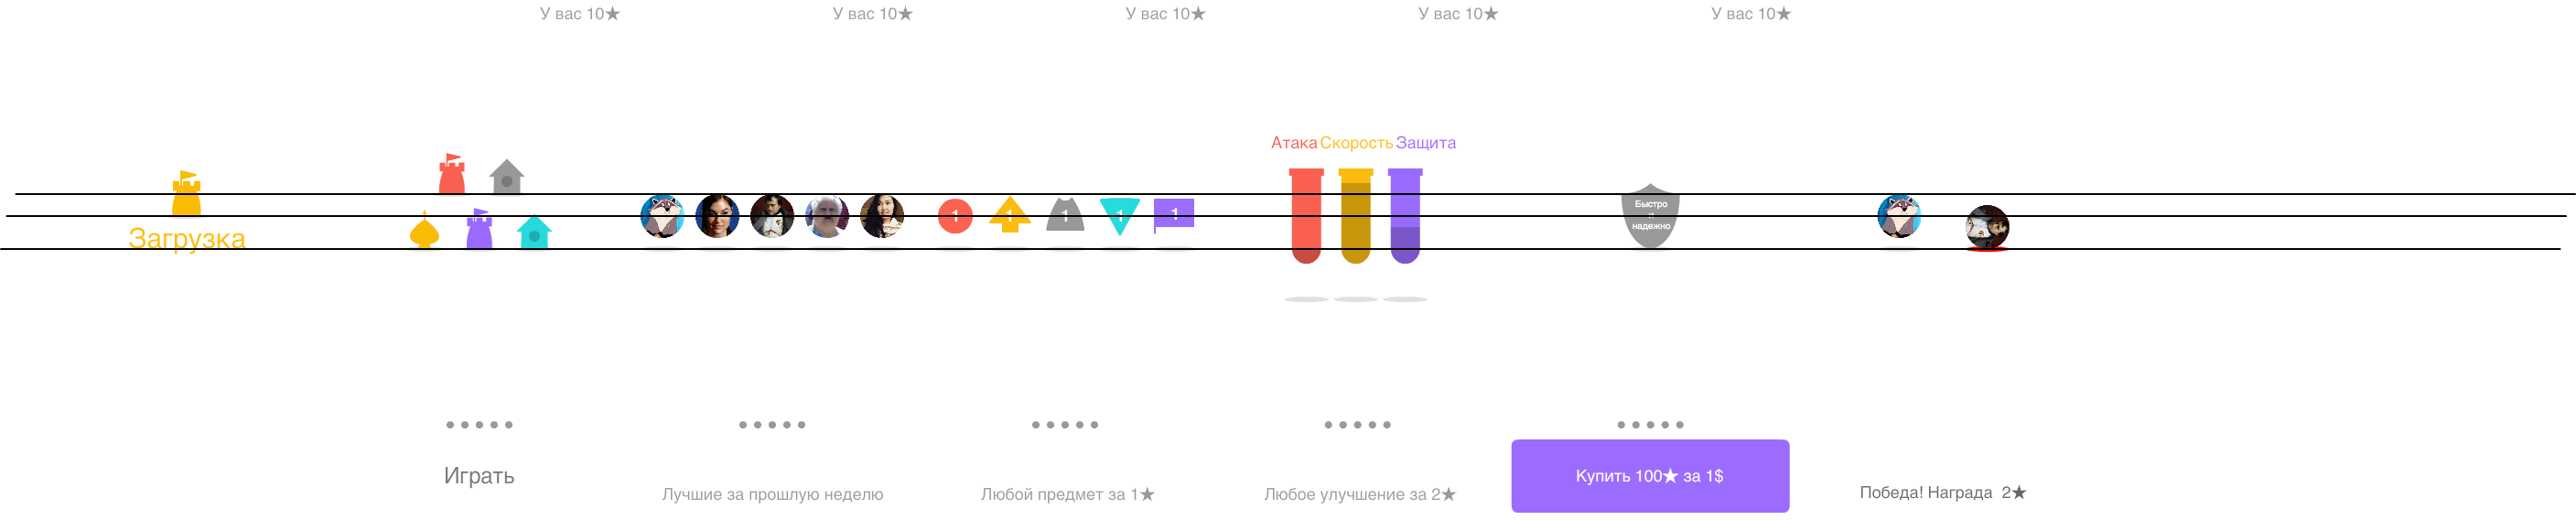 У вас 10★
У вас 10★
У вас 10★
У вас 10★
У вас 10★
Атака Скорость Защита
Загрузка
1 1 1 1 1
Быстро
и
надежно
Играть
Лучшие за прошлую неделю
Любой предмет за 1★
Любое улучшение за 2★
Купить 100★ за 1$
Победа! Награда 2★